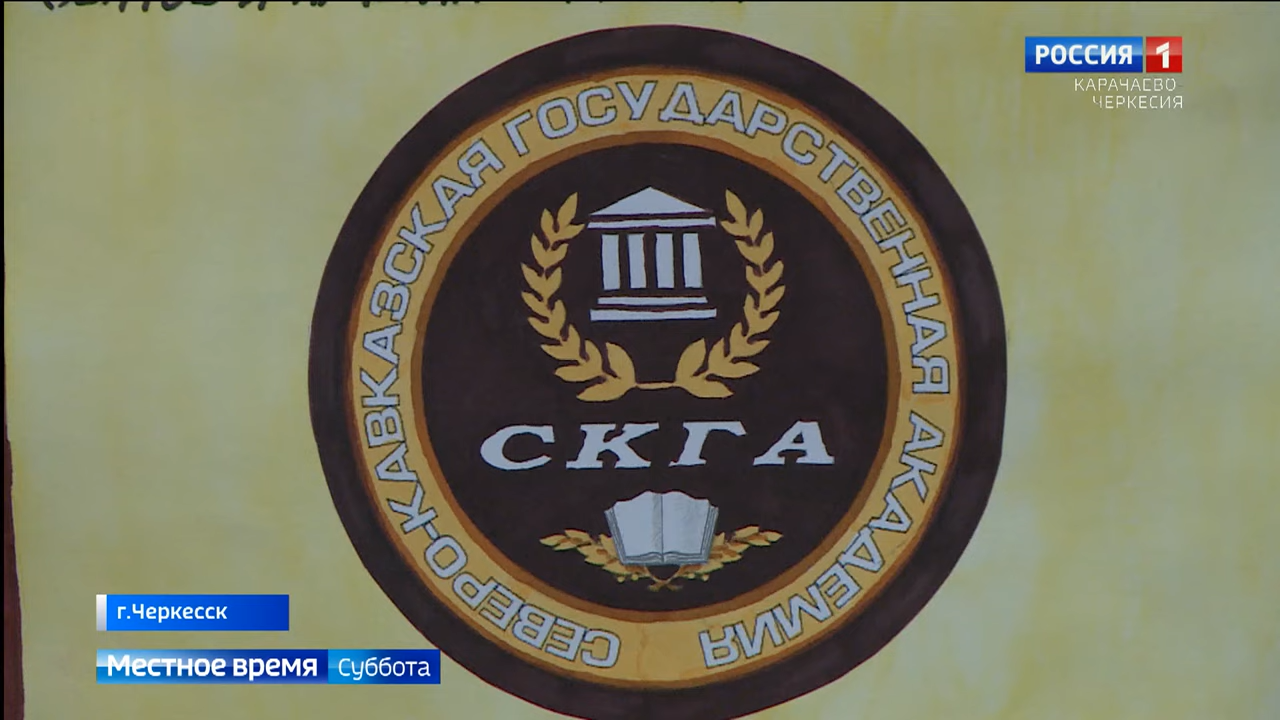 РОССИЯ 1
КАРАЧАЕВО-
ЧЕРКЕСИЯ
СЕВЕРО-КАВКАЗСКАЯ ГОСУДАРСТВЕННАЯ АКАДЕМИЯ
СКГА
г.Черкесск
Местное время Суббота